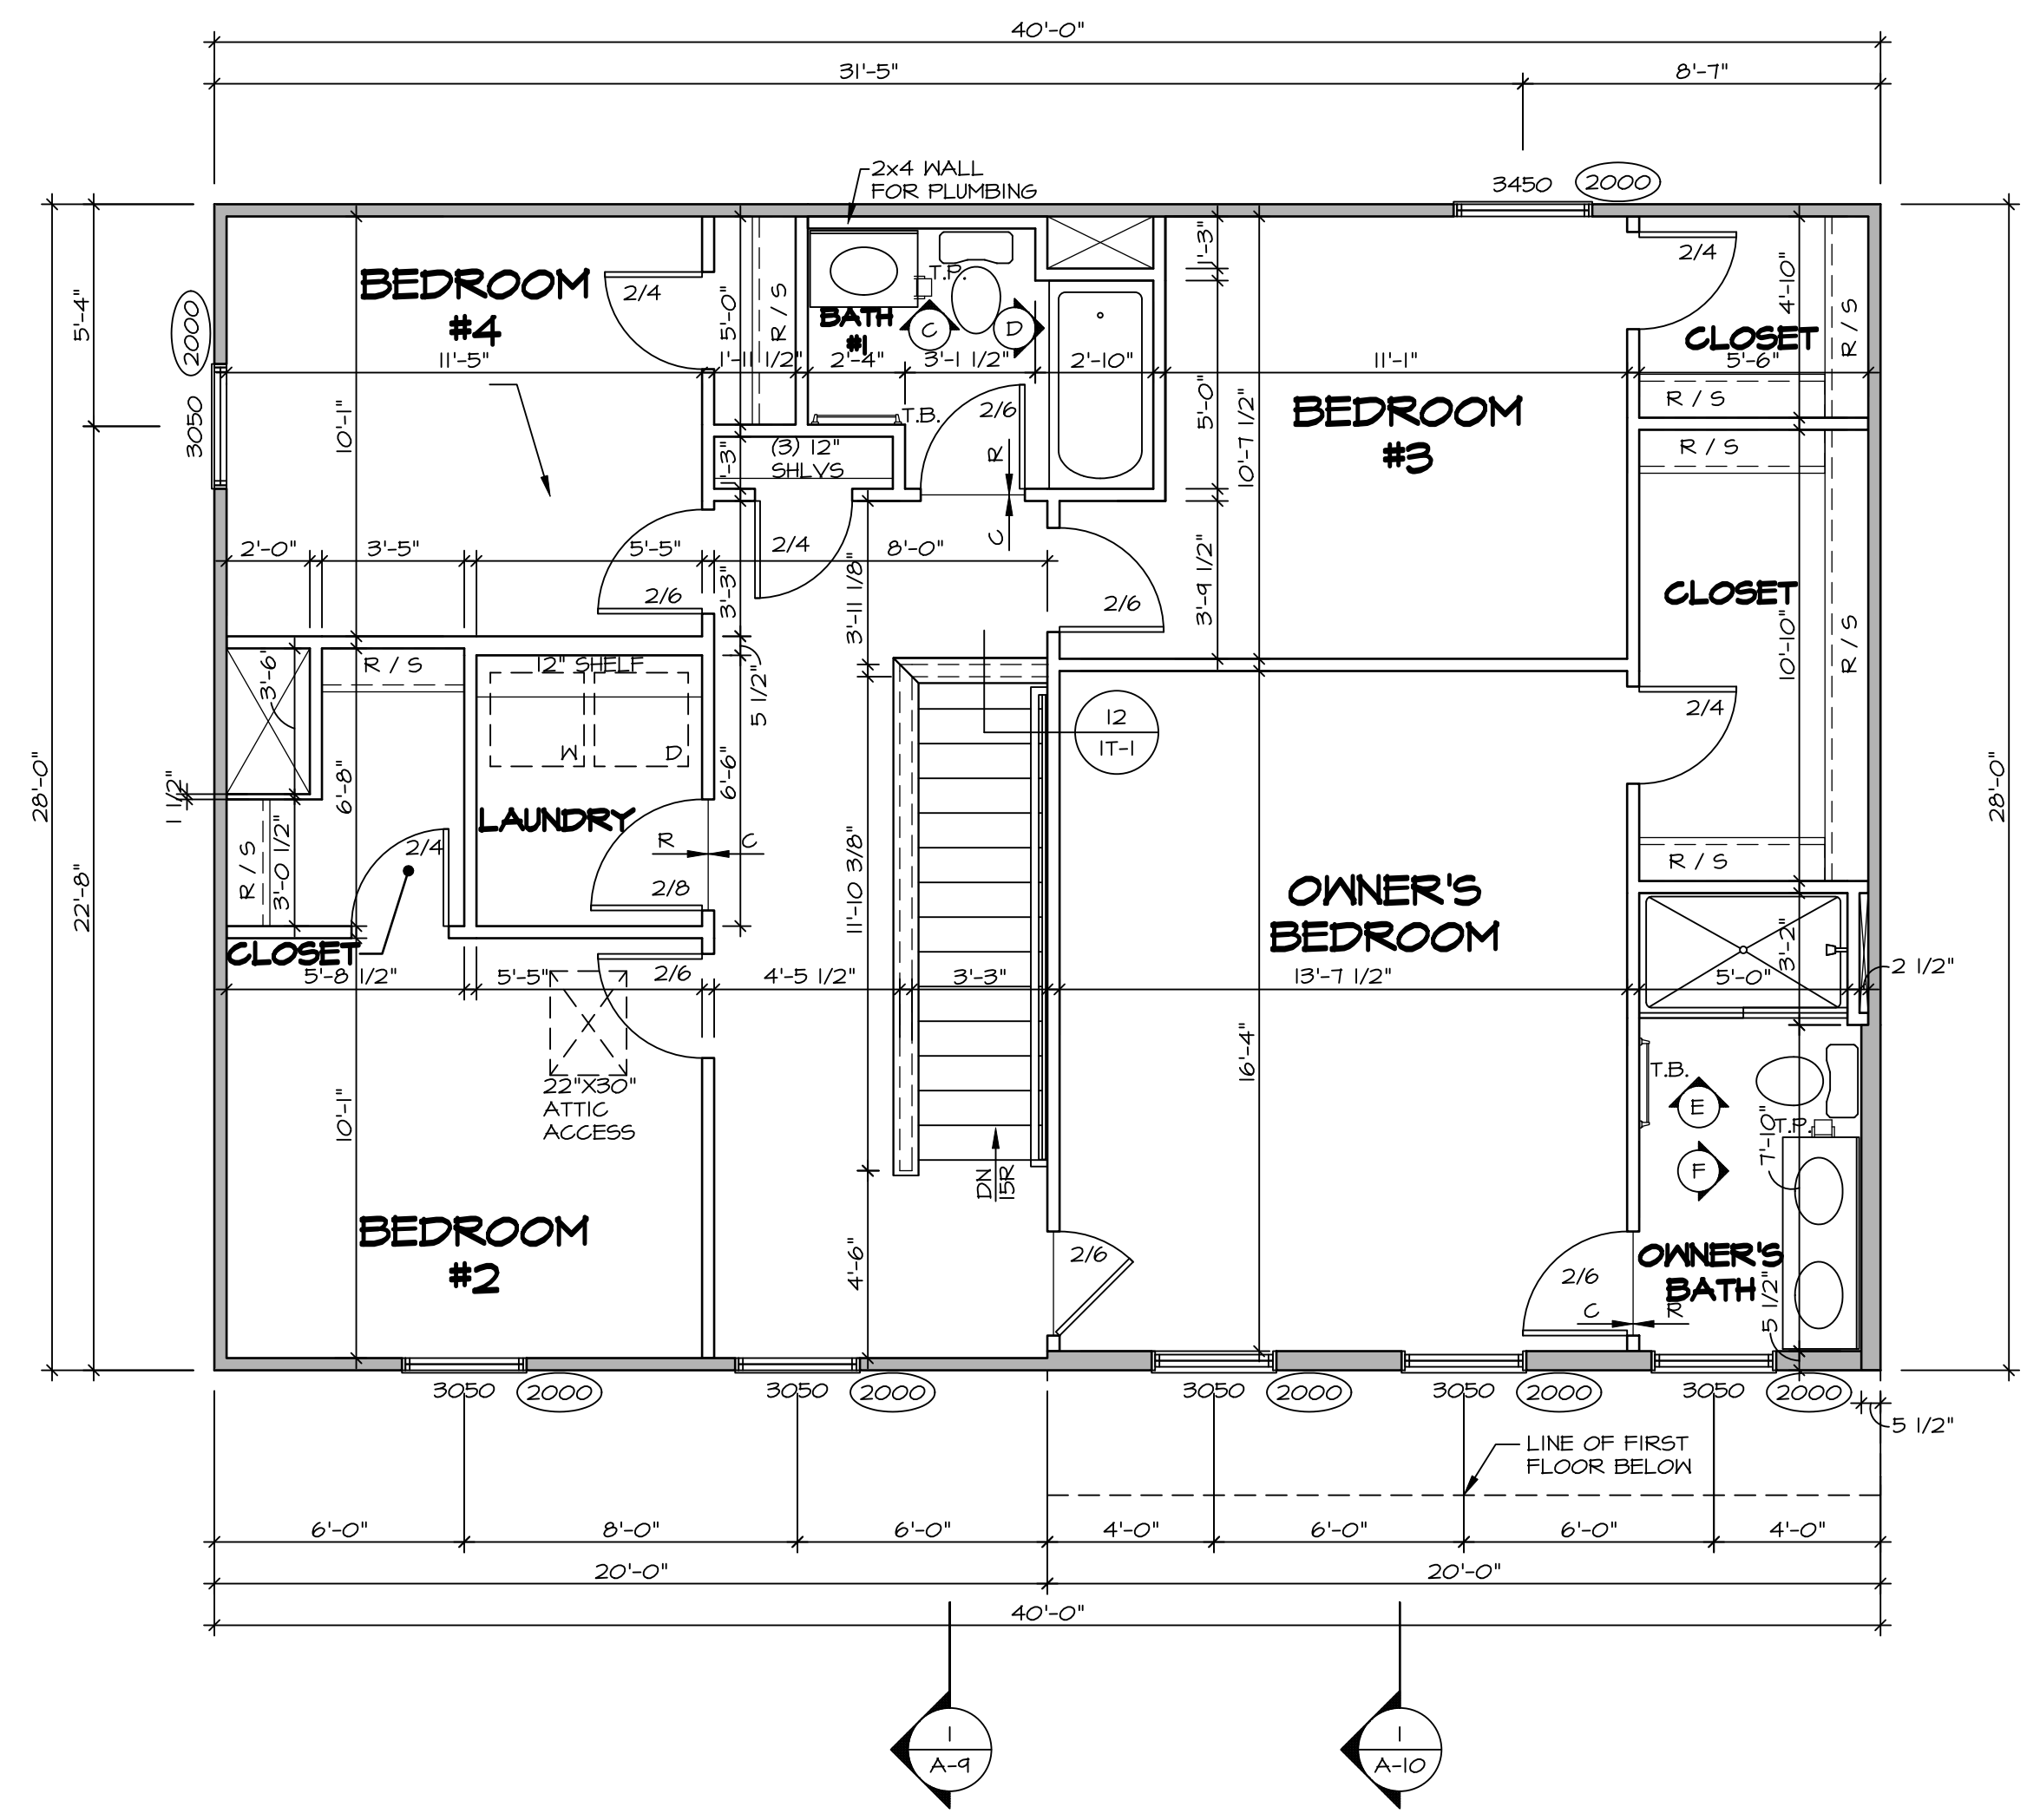 40'-0"
31'-5"
8'-7"
2x4 WALL
FOR PLUMBING
3450
2000
BEDROOM
#4
2/4
5'-0"
R / S
T.P.
BATH
#1
C
D
1'-3"
2/4
4'-10"
R / S
CLOSET
5'-4"
2000
3050
11'-5"
1'-11 1/2"
2'-4"
3'-1 1/2"
2'-10"
11'-1"
5'-6"
R / S
10'-1"
T.B.
2/6
5'-0"
10'-7 1/2"
BEDROOM
#3
(3) 12"
SHLVS
1'-3"
R
C
R / S
2'-0"
3'-5"
5'-5"
2/4
8'-0"
2/6
3'-3"
3'-11 1/8"
2/6
3'-9 1/2"
CLOSET
10'-10"
R / S
3'-6"
R / S
12" SHELF
5 1/2"
12
1T-1
2/4
W
D
28'-0"
28'-0"
1 1/2"
6'-8"
6'-6"
LAUNDRY
R
C
R / S
3'-0 1/2"
2/4
2/8
22'-8"
11'-10 3/8"
OWNER'S
BEDROOM
R / S
CLOSET
5'-8 1/2"
5'-5"
2/6
4'-5 1/2"
3'-3"
13'-7 1/2"
5'-0"
3'-2"
2 1/2"
22"X30"
ATTIC
ACCESS
10'-1"
16'-4"
T.B.
E
T.P.
7'-10"
F
DN
15R
BEDROOM
#2
4'-6"
2/6
2/6
C
R
OWNER'S
BATH
5 1/2"
3050
2000
3050
2000
3050
2000
3050
2000
3050
2000
5 1/2"
LINE OF FIRST
FLOOR BELOW
6'-0"
8'-0"
6'-0"
4'-0"
6'-0"
6'-0"
4'-0"
20'-0"
20'-0"
40'-0"
1
A-9
1
A-10